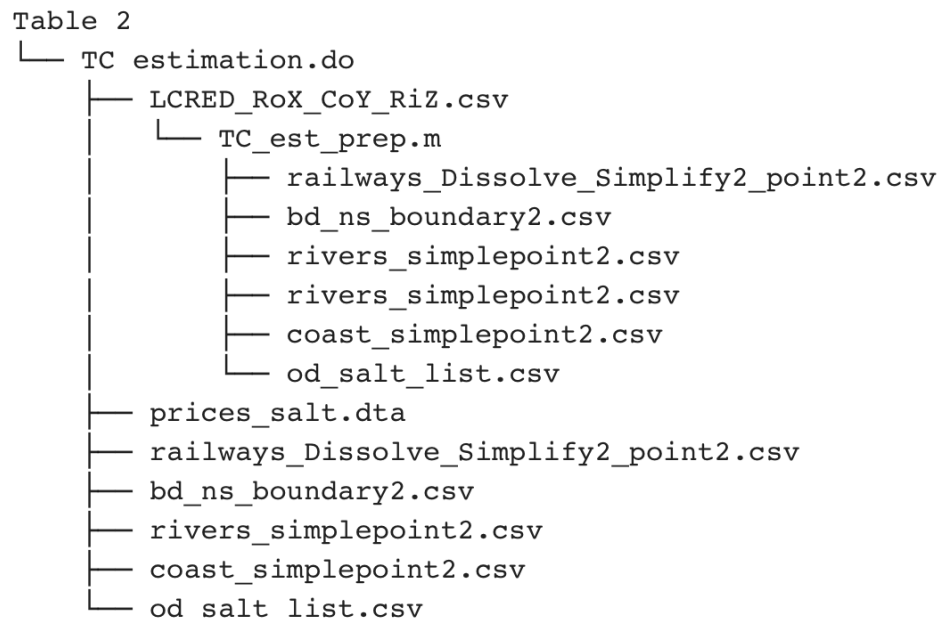 Table 2
└── TC estimation.do
    ├── LCRED_RoX_CoY_RiZ.csv
    │   └── TC_est_prep.m
    │       ├── railways_Dissolve_Simplify2_point2.csv
    │       ├── bd_ns_boundary2.csv
    │       ├── rivers_simplepoint2.csv
    │       ├── rivers_simplepoint2.csv
    │       ├── coast_simplepoint2.csv
    │       └── od_salt_list.csv
    ├── prices_salt.dta
    ├── railways_Dissolve_Simplify2_point2.csv
    ├── bd_ns_boundary2.csv
    ├── rivers_simplepoint2.csv
    ├── coast_simplepoint2.csv
    └── od salt list.csv